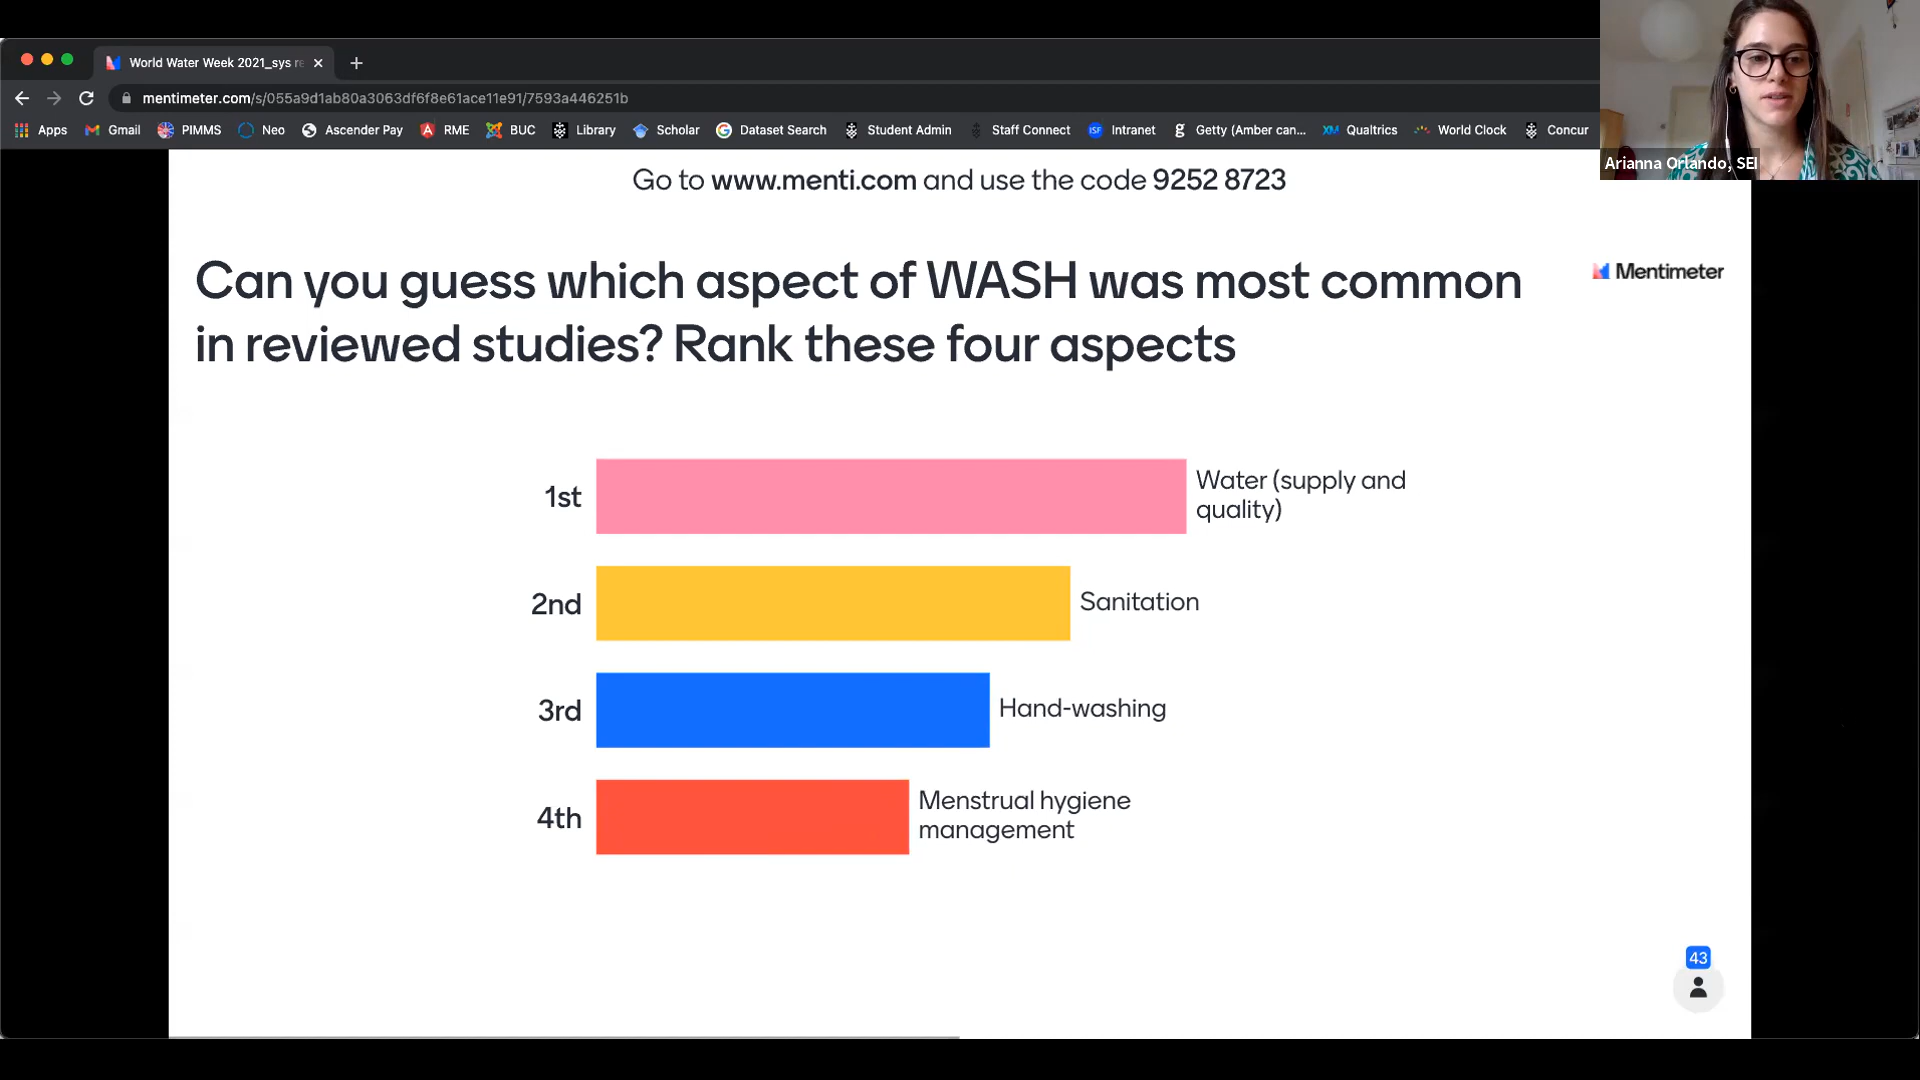 World Water Week 2021_sys re
mentimeter.com/s/055a9d1ab80a3063df6f8e61ace11e91/7593a446251b
Apps Gmail PIMMS Neo Ascender Pay RME BUC Library Scholar Dataset Search Student Admin Staff Connect Intranet Getty (Amber can... Qualtrics World Clock Concur
Arianna Orlando, SEI
Go to www.menti.com and use the code 9252 8723
Can you guess which aspect of WASH was most common
in reviewed studies? Rank these four aspects
Mentimeter
1st
Water (supply and
quality)
2nd
Sanitation
3rd
Hand-washing
4th
Menstrual hygiene
management
43